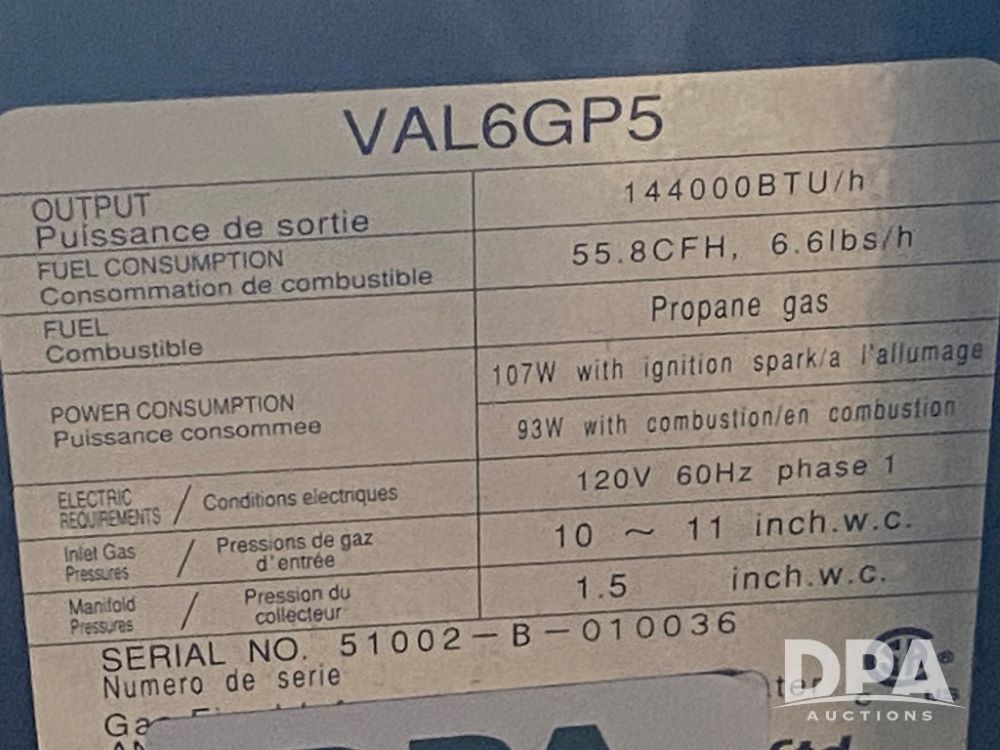 VAL6GP5
OUTPUT
Puissance de sortie
144000BTU/h
FUEL CONSUMPTION
Consommation de combustible
55.8CFH, 6.6lbs/h
FUEL
Combustible
Propane gas
POWER CONSUMPTION
Puissance consommee
107W with ignition spark/a l'allumage
93W with combustion/en combustion
ELECTRIC
REQUIREMENTS / Conditions electriques
120V 60Hz phase 1
Inlet Gas
Pressures / Pressions de gaz
d'entrée
10 ~ 11 inch.w.c.
Manifold
Pressures / Pression du
collecteur
1.5 inch.w.c.
SERIAL NO. 51002-B-010036
Numero de serie
DPA
AUCTIONS